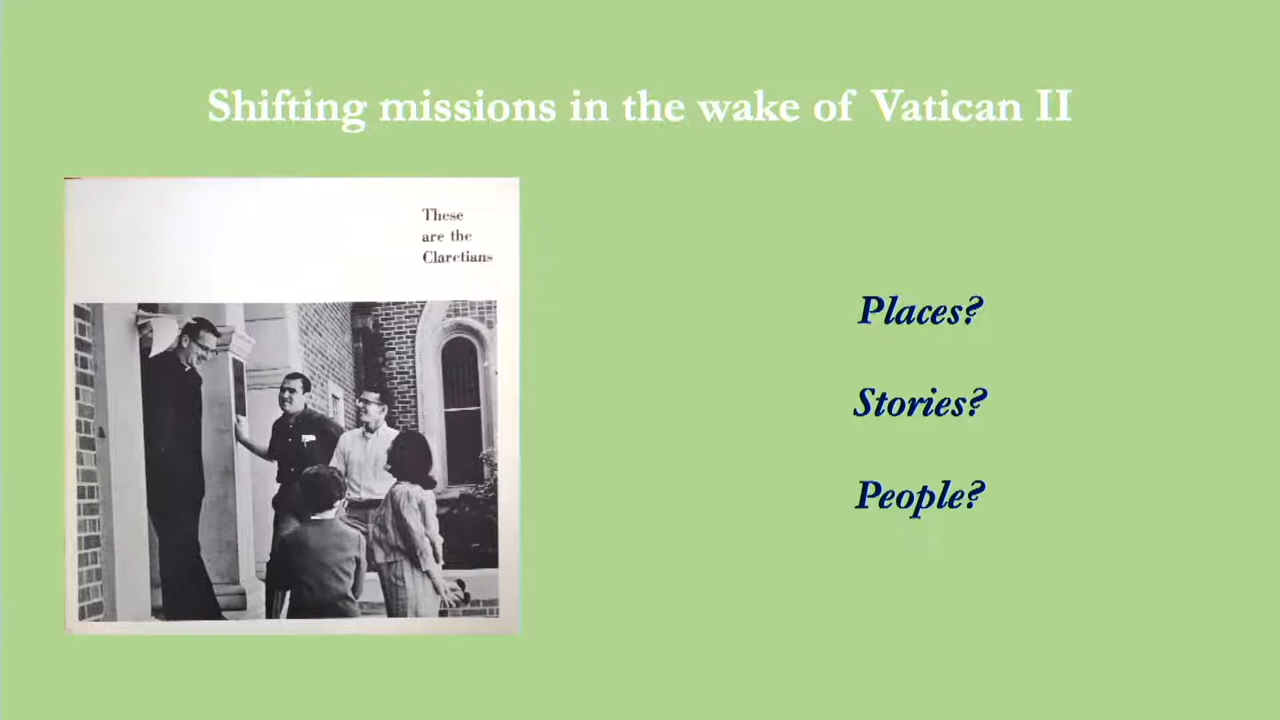 Shifting missions in the wake of Vatican II
These
are the
Claretians
Places?
Stories?
People?